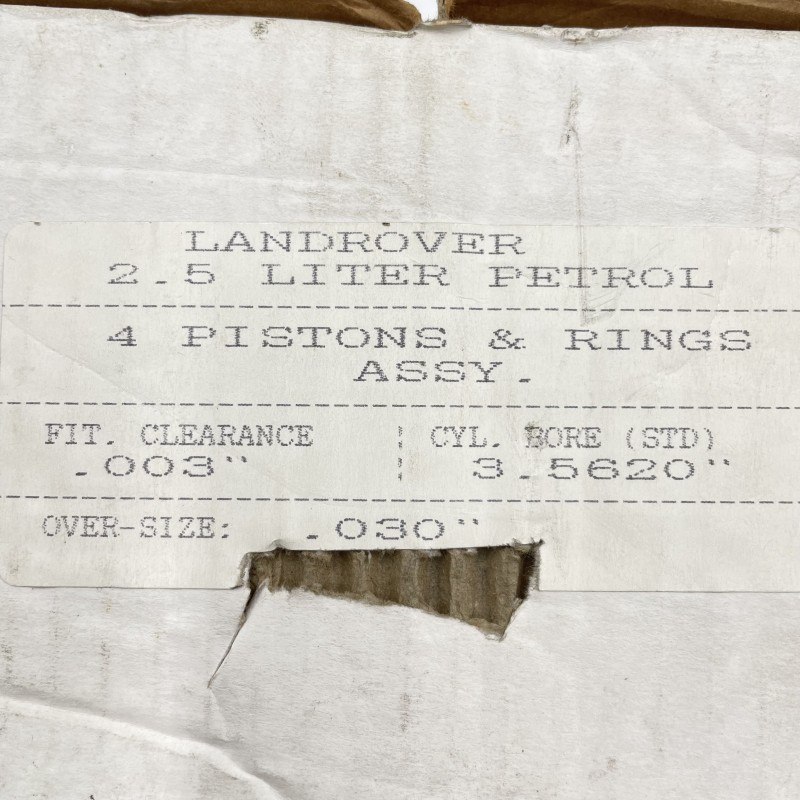 LANDROVER
2.5 LITER PETROL
4 PISTONS & RINGS
ASSY.
FIT. CLEARANCE
.003"
CYL. BORE (STD)
3.5620"
OVER-SIZE: .030"